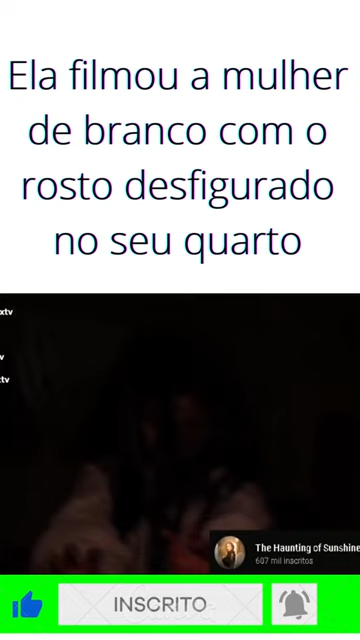 Ela filmou a mulher
de branco com o
rosto desfigurado
no seu quarto
xtv
v
tv
The Haunting of Sunshine
607 mil inscritos
INSCRITO